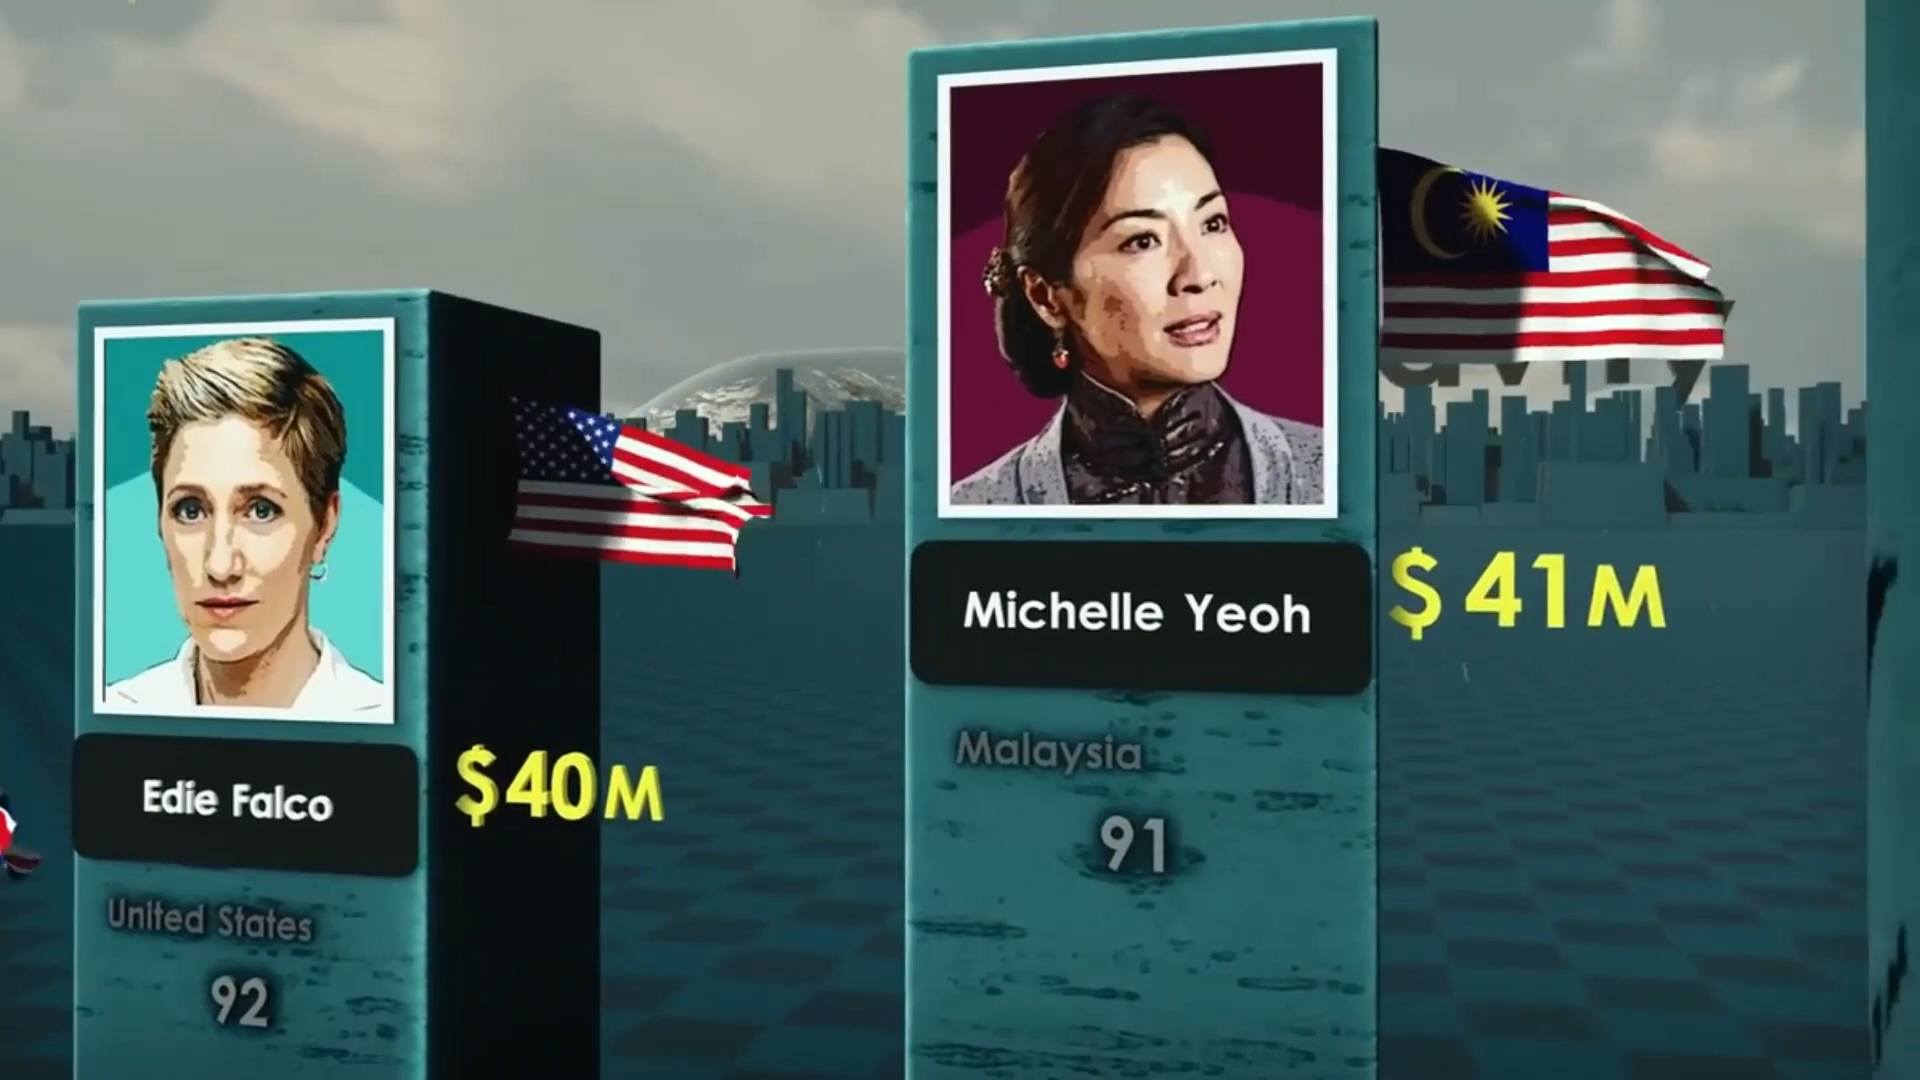 Edie Falco
$40M
United States
92
Michelle Yeoh
$41M
Malaysia
91